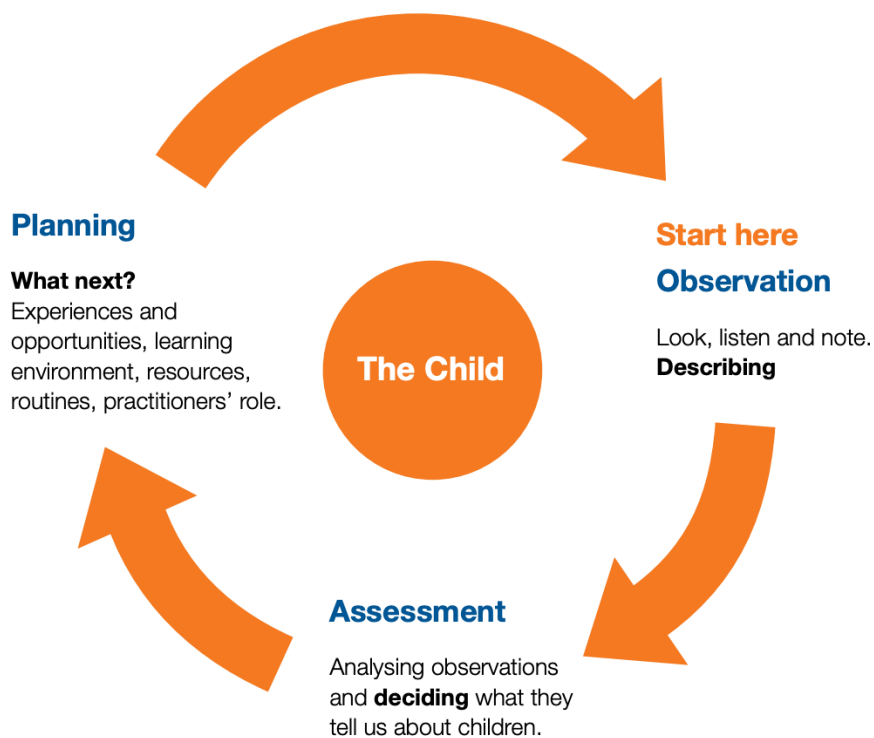 Planning
What next?
Experiences and
opportunities, learning
environment, resources,
routines, practitioners’ role.
The Child
Start here
Observation
Look, listen and note.
Describing
Assessment
Analysing observations
and deciding what they
tell us about children.